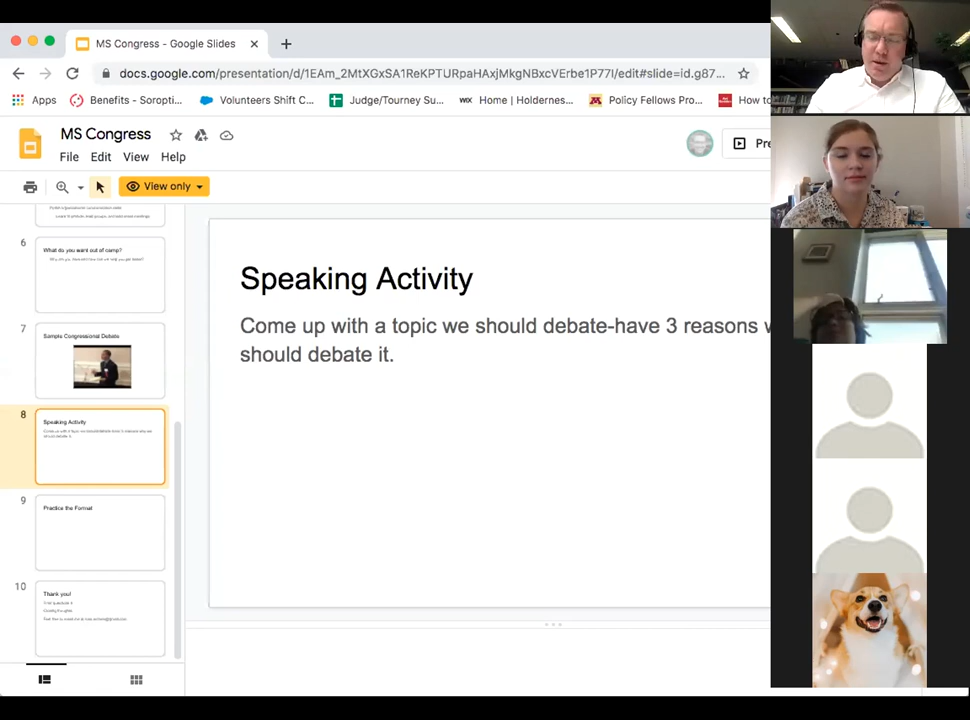 MS Congress - Google Slides
docs.google.com/presentation/d/1EAm_2MtXGxSA1ReKPTURpaHAxjMkgNBxcVErbe1P77I/edit#slide=id.g87...
Apps
Benefits - Soropti...
Volunteers Shift C...
Judge/Tourney Su...
WIX Home | Holdernes...
Policy Fellows Pro...
How to
MS Congress
File Edit View Help
Pre
View only
6
What do you want out of camp?
7
Sample Congressional Debate
8
Speaking Activity
9
Practice the Format
10
Thank you!
Speaking Activity
Come up with a topic we should debate-have 3 reasons w
should debate it.